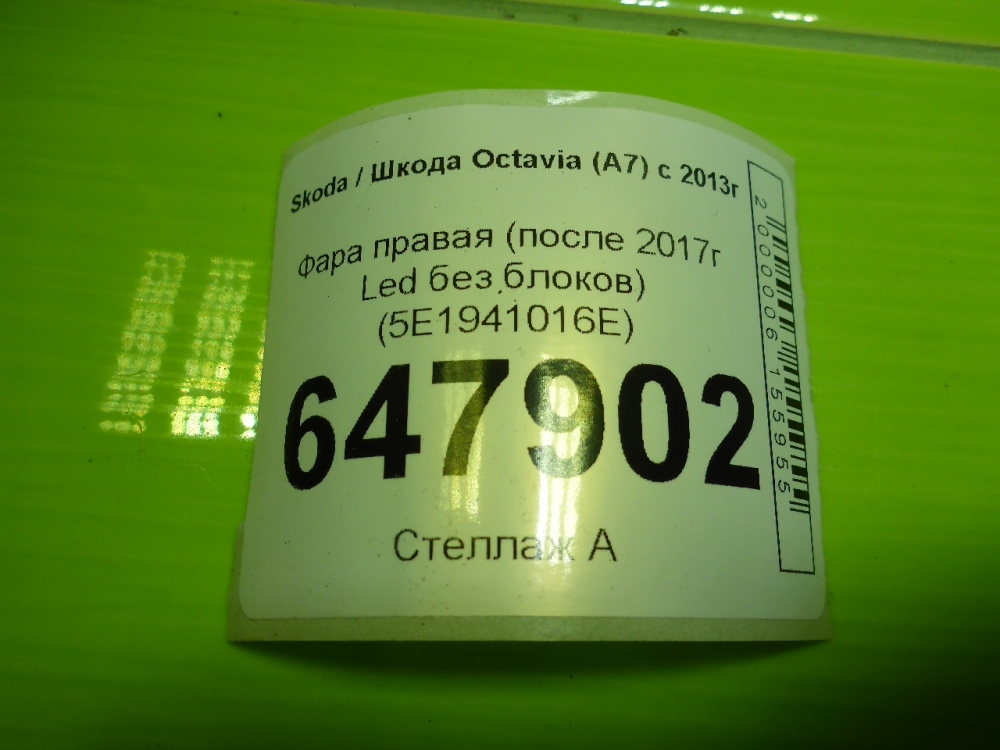 Skoda / Шкода Octavia (A7) с 2013г
Фара правая (после 2017г
Led без блоков)
(5E1941016E)
647902
Стеллаж А
2000006155955